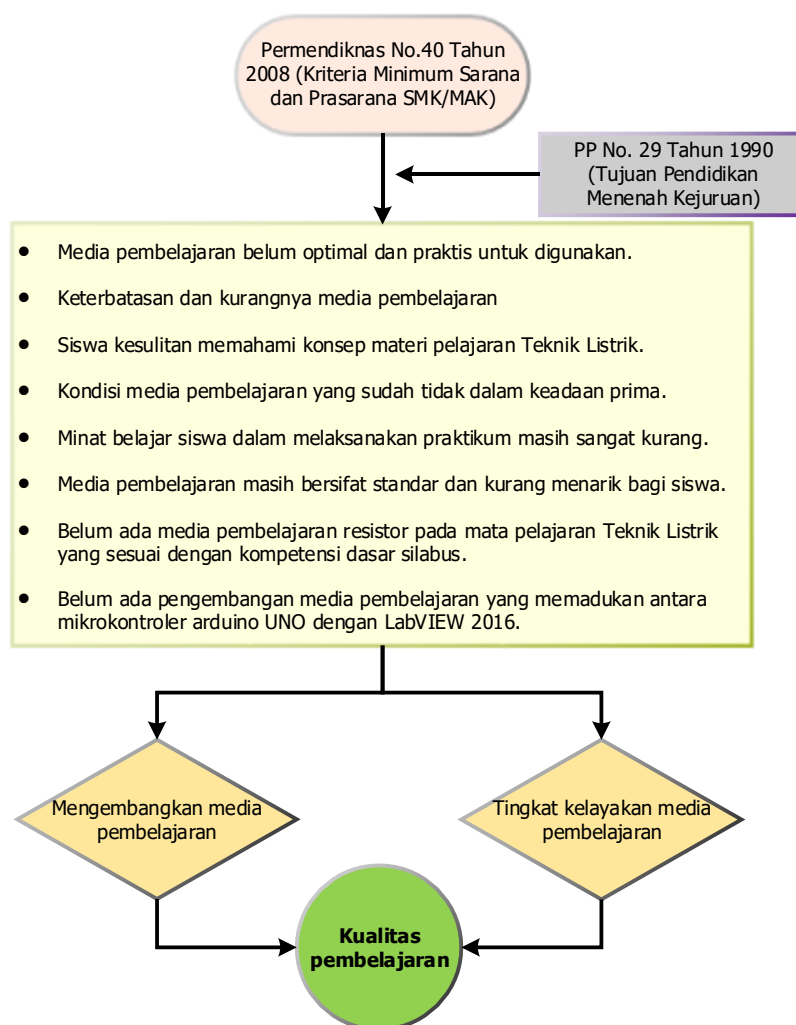 Permendiknas No.40 Tahun
2008 (Kriteria Minimum Sarana
dan Prasarana SMK/MAK)
PP No. 29 Tahun 1990
(Tujuan Pendidikan
Menenah Kejuruan)
• Media pembelajaran belum optimal dan praktis untuk digunakan.
• Keterbatasan dan kurangnya media pembelajaran
• Siswa kesulitan memahami konsep materi pelajaran Teknik Listrik.
• Kondisi media pembelajaran yang sudah tidak dalam keadaan prima.
• Minat belajar siswa dalam melaksanakan praktikum masih sangat kurang.
• Media pembelajaran masih bersifat standar dan kurang menarik bagi siswa.
• Belum ada media pembelajaran resistor pada mata pelajaran Teknik Listrik
yang sesuai dengan kompetensi dasar silabus.
• Belum ada pengembangan media pembelajaran yang memadukan antara
mikrokontroler arduino UNO dengan LabVIEW 2016.
Mengembangkan media
pembelajaran
Tingkat kelayakan media
pembelajaran
Kualitas
pembelajaran